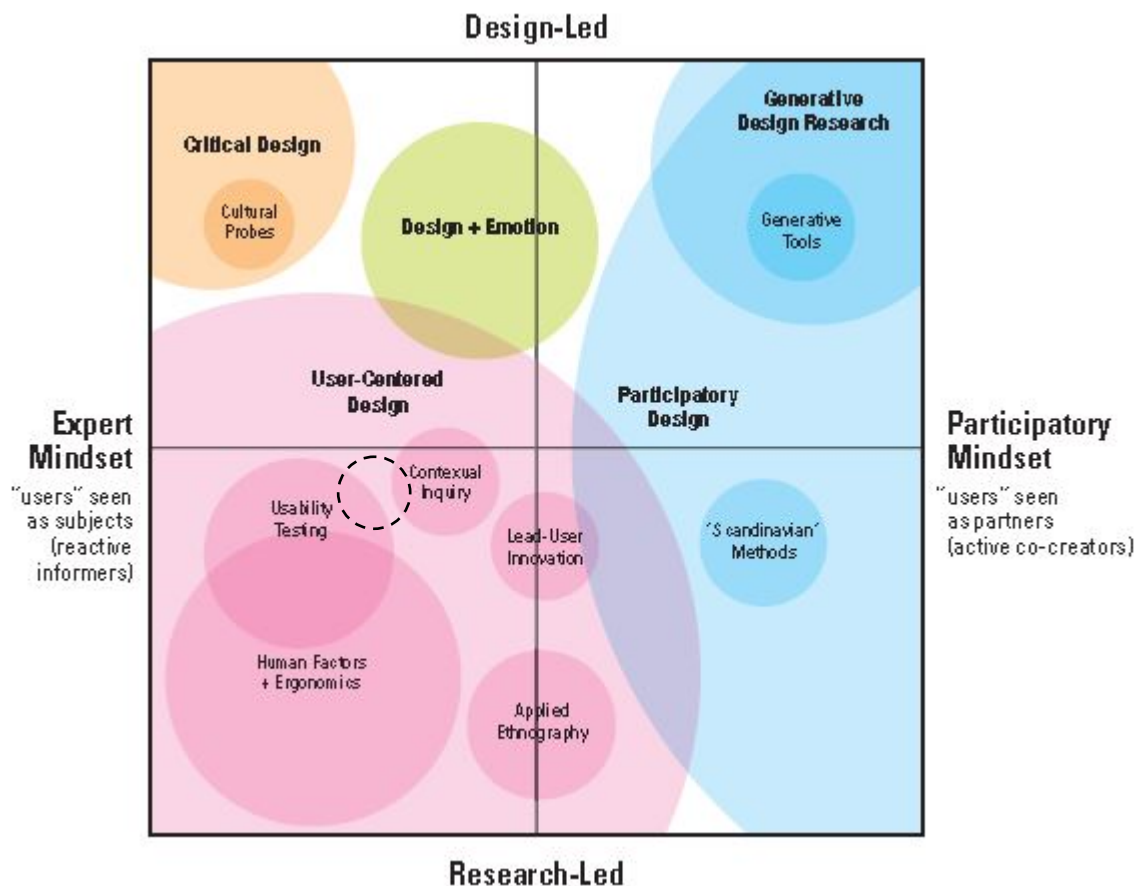 Design-Led
Critical Design
Cultural
Probes
Design + Emotion
Generative
Design Research
Generative
Tools
User-Centered
Design
Participatory
Design
Expert
Mindset
"users" seen
as subjects
(reactive
informers)
Participatory
Mindset
"users" seen
as partners
(active co-creators)
Contexual
Inquiry
Usability
Testing
Lead-User
Innovation
"Scandinavian"
Methods
Human Factors
+ Ergonomics
Applied
Ethnography
Research-Led